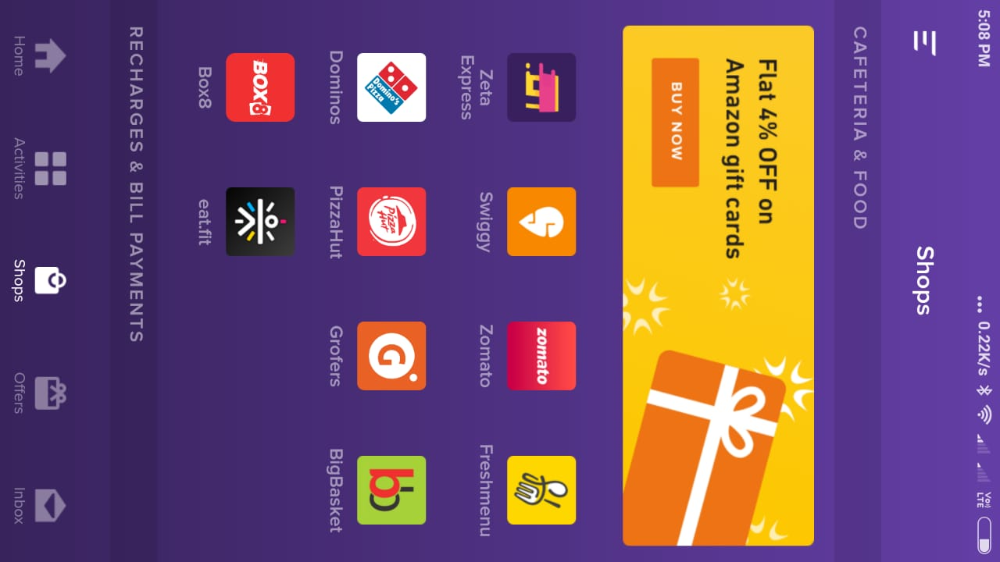 5:08 PM
... 0.22K/s
Vo)) LTE
Shops
CAFETERIA & FOOD
Flat 4% OFF on
Amazon gift cards
BUY NOW
zomato
Zeta
Express
Swiggy
Zomato
Freshmenu
Domino's
Pizza
Pizza
Hut
G
bb
Dominos
PizzaHut
Grofers
BigBasket
BOX8
Box8
eat.fit
RECHARGES & BILL PAYMENTS
Home
Activities
Shops
Offers
Inbox